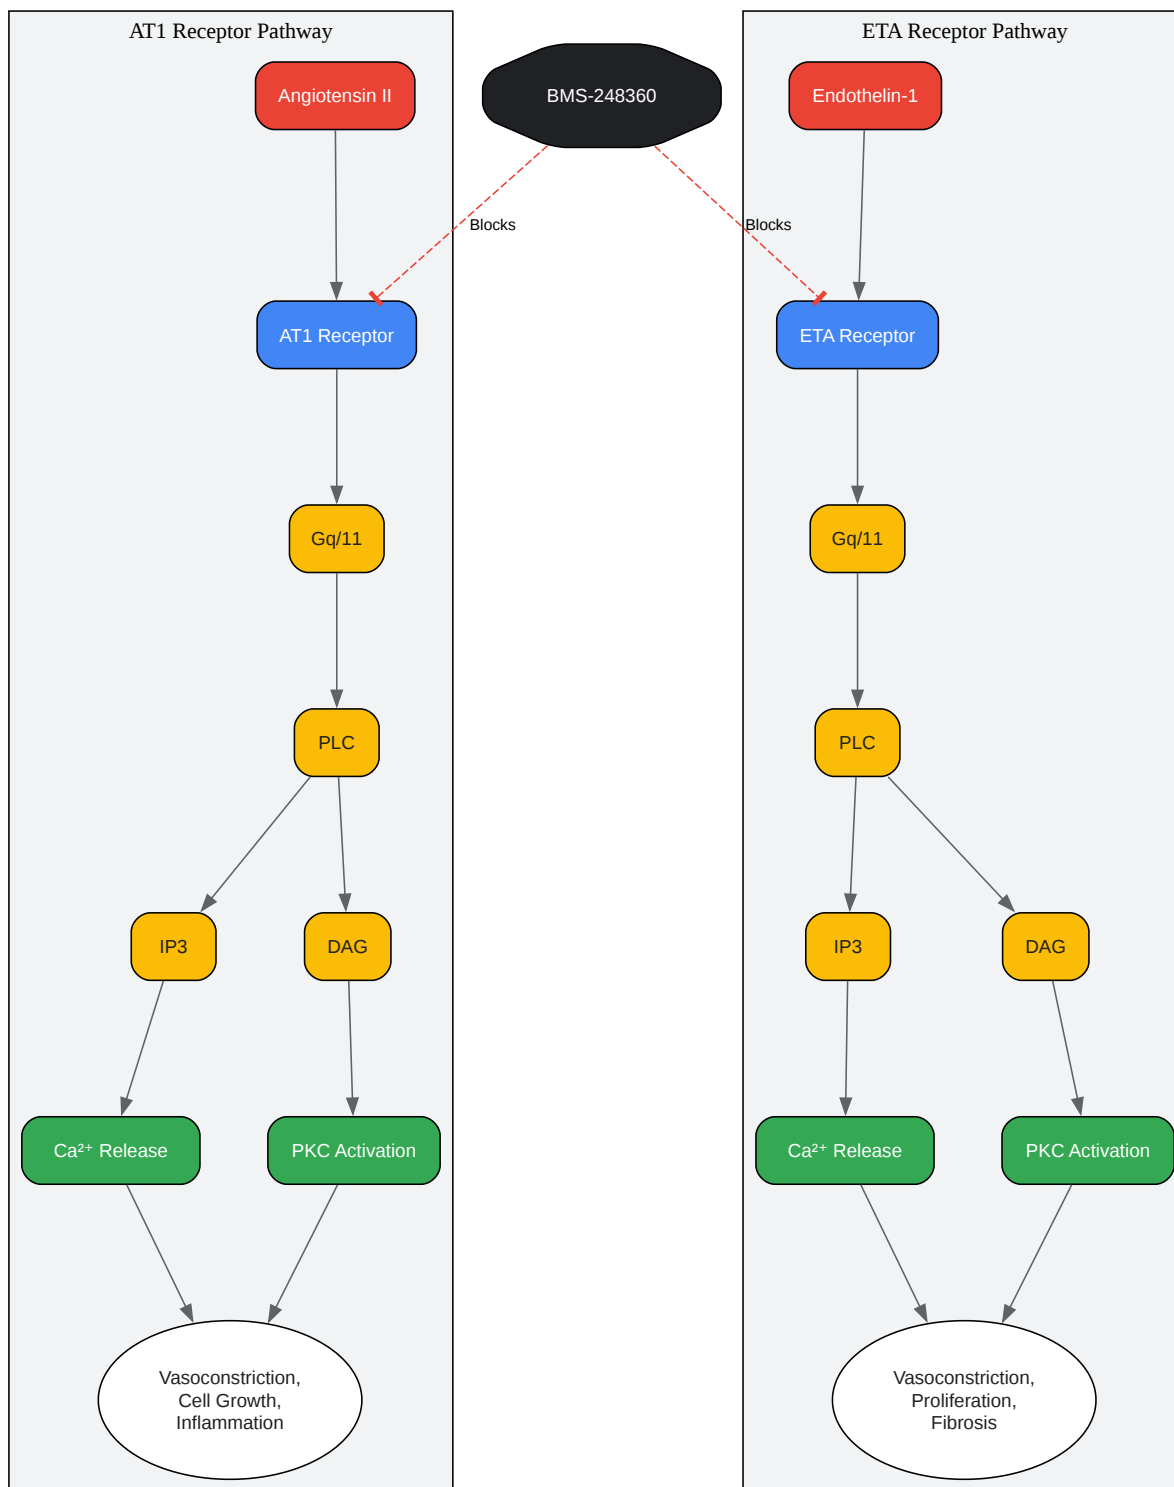 AT1 Receptor Pathway
ETA Receptor Pathway
Angiotensin II
BMS-248360
Endothelin-1
Blocks
Blocks
AT1 Receptor
ETA Receptor
Gq/11
Gq/11
PLC
PLC
IP3
DAG
IP3
DAG
Ca²⁺ Release
PKC Activation
Ca²⁺ Release
PKC Activation
Vasoconstriction,
Cell Growth,
Inflammation
Vasoconstriction,
Proliferation,
Fibrosis